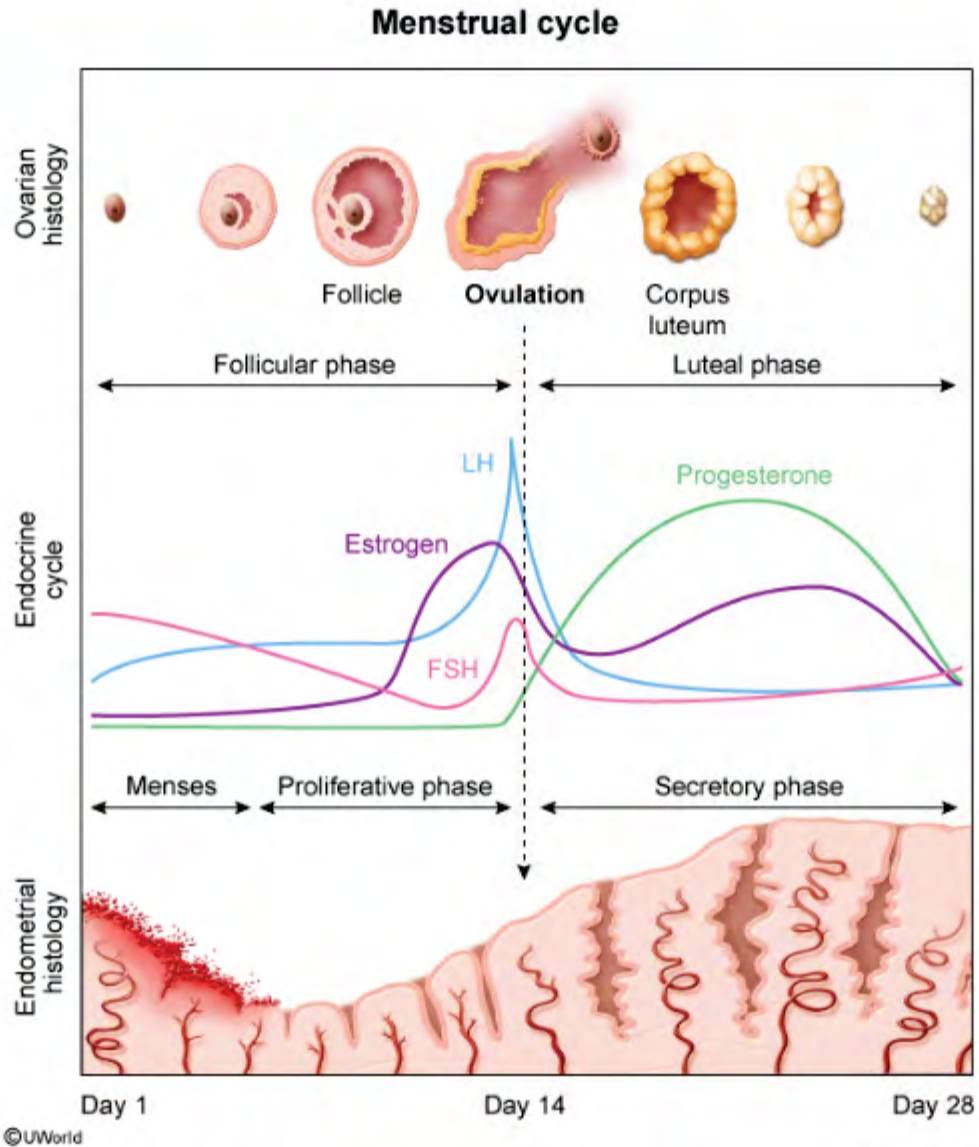 Menstrual cycle
Ovarian
histology
Follicle
Ovulation
Corpus
luteum
Follicular phase
Luteal phase
Endocrine
cycle
LH
Progesterone
Estrogen
FSH
Menses
Proliferative phase
Secretory phase
Endometrial
histology
Day 1
Day 14
Day 28
©UWorld